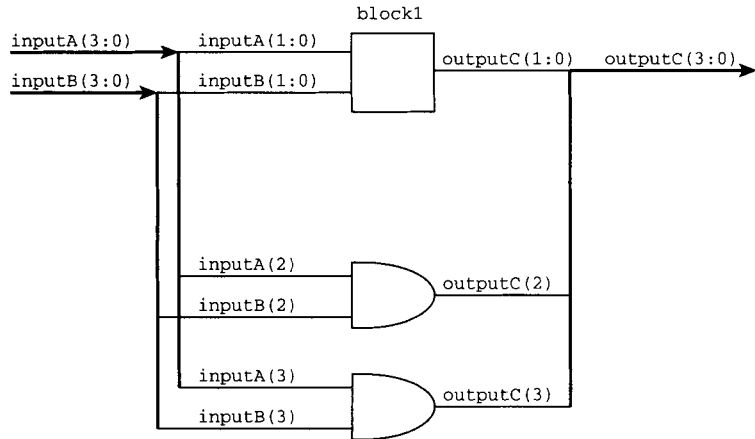 block1
inputA(3:0)
inputA(1:0)
outputC(1:0)
outputC(3:0)
inputB(3:0)
inputB(1:0)
inputA(2)
outputC(2)
inputB(2)
inputA(3)
outputC(3)
inputB(3)